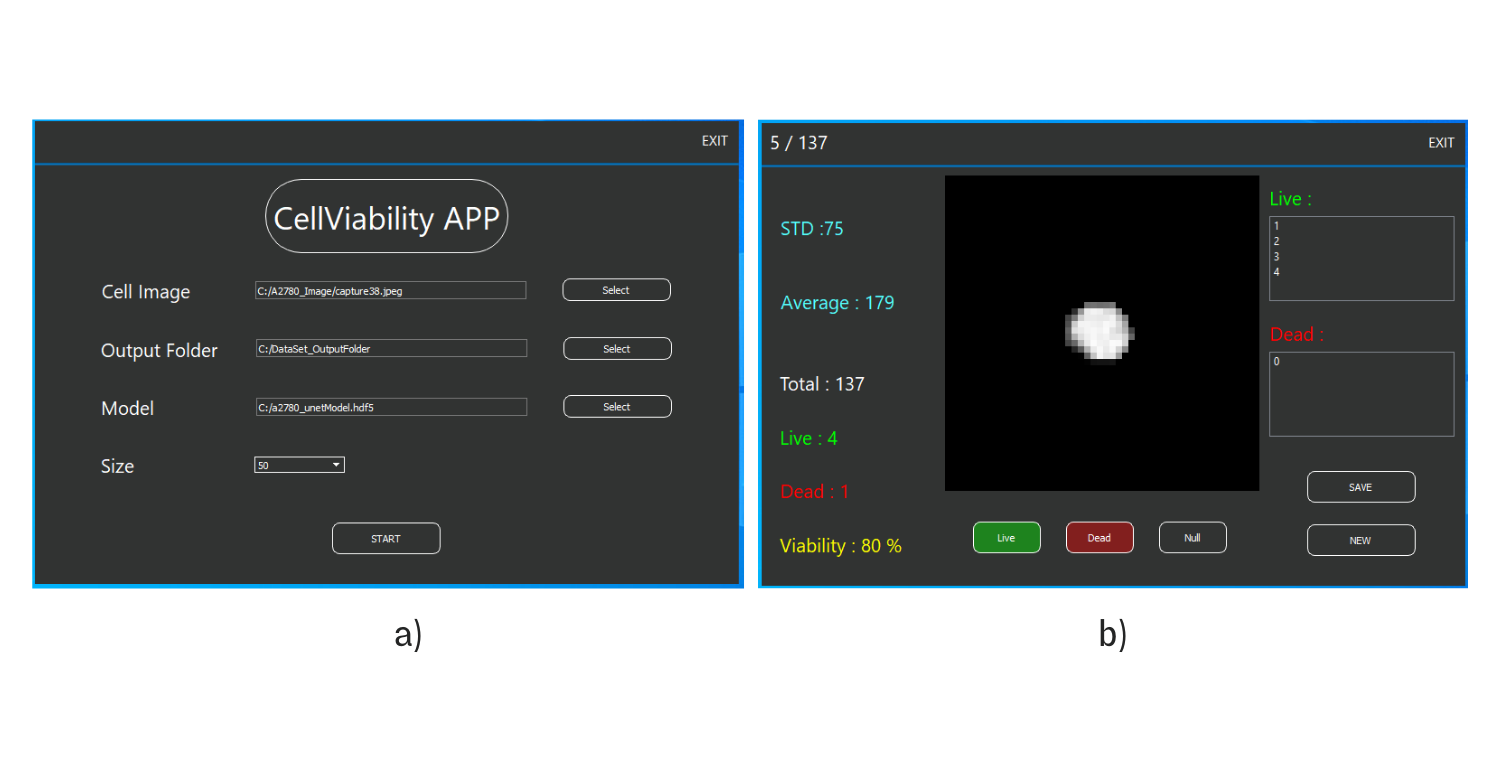 EXIT
CellViability APP
Cell Image
C:/A2780_Image/capture38.jpeg
Select
Output Folder
C:/DataSet_OutputFolder
Select
Model
C:/a2780_unetModel.hdf5
Select
Size
50
START
a)
5 / 137
EXIT
STD :75
Average : 179
Total : 137
Live : 4
Dead : 1
Viability : 80 %
Live
Dead
Null
Live :
1
2
3
4
Dead :
0
SAVE
NEW
b)